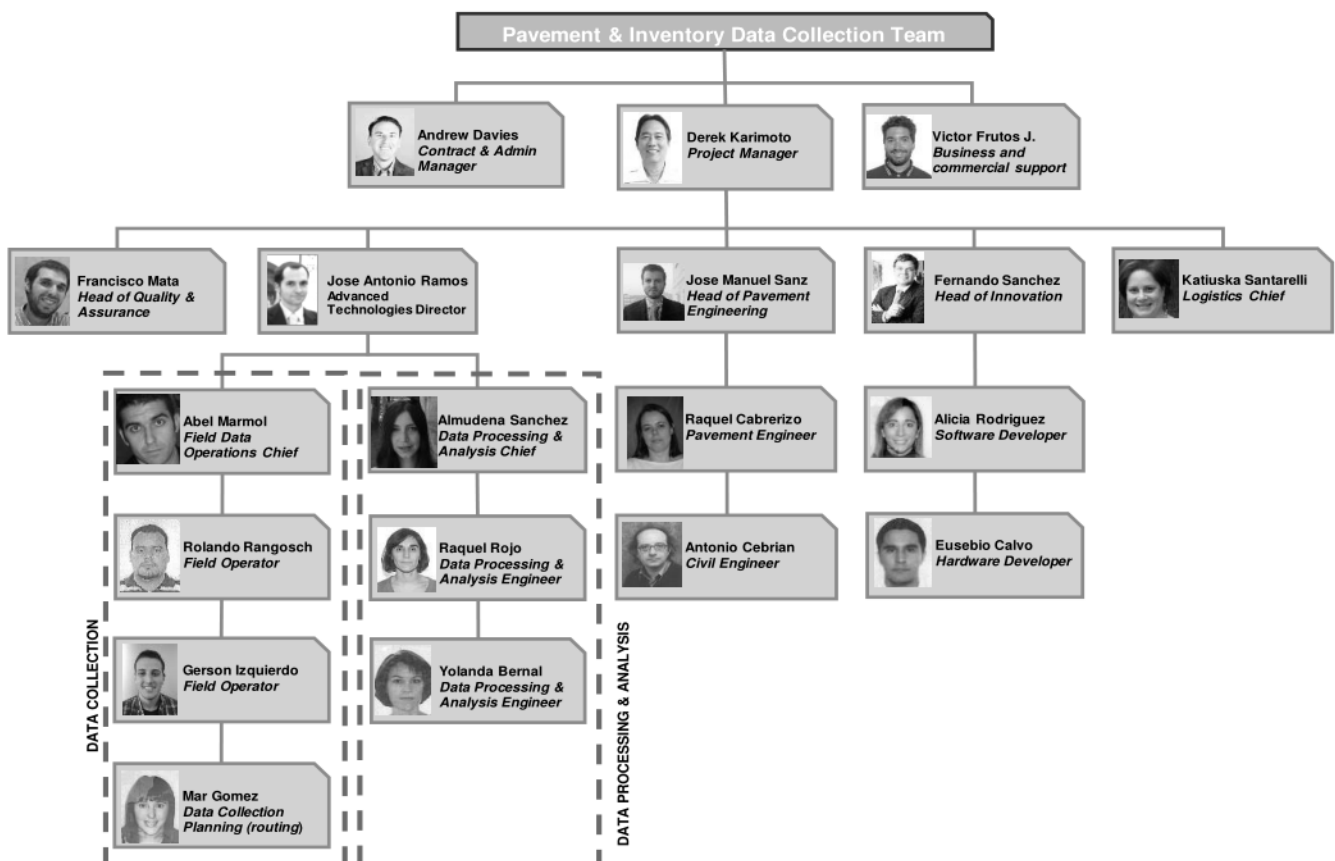 Pavement & Inventory Data Collection Team
Andrew Davies
Contract & Admin
Manager
Derek Karimoto
Project Manager
Victor Frutos J.
Business and
commercial support
Francisco Mata
Head of Quality &
Assurance
Jose Antonio Ramos
Advanced
Technologies Director
Jose Manuel Sanz
Head of Pavement
Engineering
Fernando Sanchez
Head of Innovation
Katiuska Santarelli
Logistics Chief
Abel Marmol
Field Data
Operations Chief
Almudena Sanchez
Data Processing &
Analysis Chief
Raquel Cabrerizo
Pavement Engineer
Alicia Rodriguez
Software Developer
Rolando Rangosch
Field Operator
Raquel Rojo
Data Processing &
Analysis Engineer
Antonio Cebrian
Civil Engineer
Eusebio Calvo
Hardware Developer
DATA COLLECTION
Gerson Izquierdo
Field Operator
Yolanda Bernal
Data Processing &
Analysis Engineer
DATA PROCESSING & ANALYSIS
Mar Gomez
Data Collection
Planning (routing)